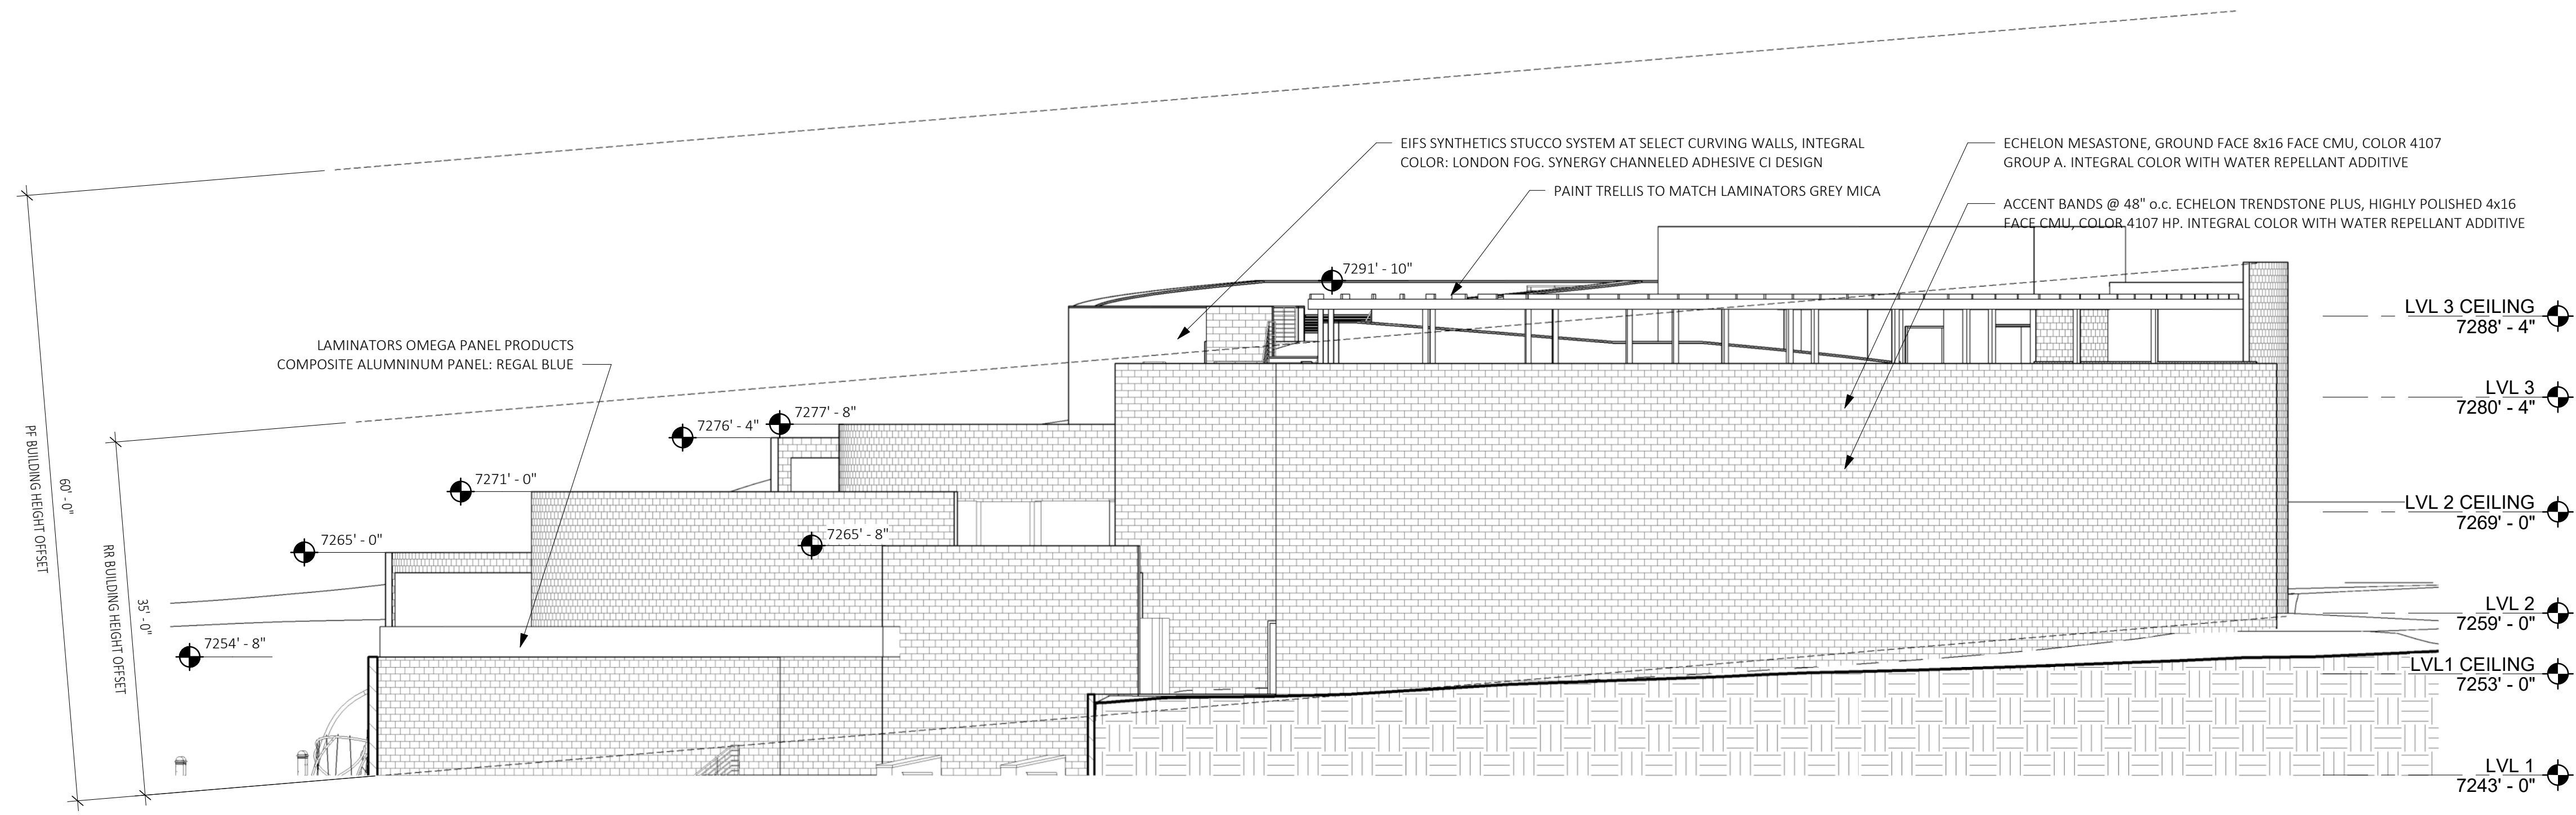 EIFS SYNTHETICS STUCCO SYSTEM AT SELECT CURVING WALLS, INTEGRAL
COLOR: LONDON FOG. SYNERGY CHANNELED ADHESIVE CI DESIGN
ECHELON MESASTONE, GROUND FACE 8x16 FACE CMU, COLOR 4107
GROUP A. INTEGRAL COLOR WITH WATER REPELLANT ADDITIVE
PAINT TRELLIS TO MATCH LAMINATORS GREY MICA
ACCENT BANDS @ 48" o.c. ECHELON TRENDSTONE PLUS, HIGHLY POLISHED 4x16
FACE CMU, COLOR 4107 HP. INTEGRAL COLOR WITH WATER REPELLANT ADDITIVE
7291' - 10"
LVL 3 CEILING
7288' - 4"
LAMINATORS OMEGA PANEL PRODUCTS
COMPOSITE ALUMNINUM PANEL: REGAL BLUE
LVL 3
7280' - 4"
7277' - 8"
7276' - 4"
7271' - 0"
LVL 2 CEILING
7269' - 0"
7265' - 8"
7265' - 0"
PF BUILDING HEIGHT OFFSET
60' - 0"
RR BUILDING HEIGHT OFFSET
35' - 0"
LVL 2
7259' - 0"
7254' - 8"
LVL1 CEILING
7253' - 0"
LVL 1
7243' - 0"